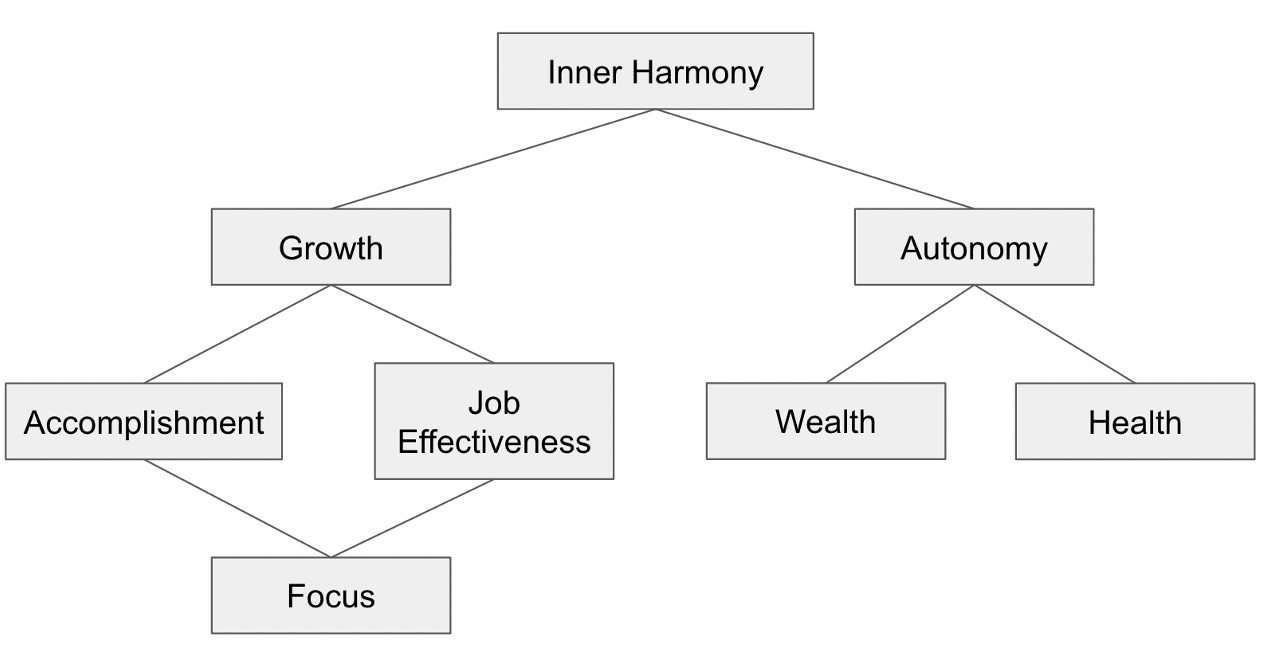 Inner Harmony
Growth
Autonomy
Accomplishment
Job
Effectiveness
Wealth
Health
Focus